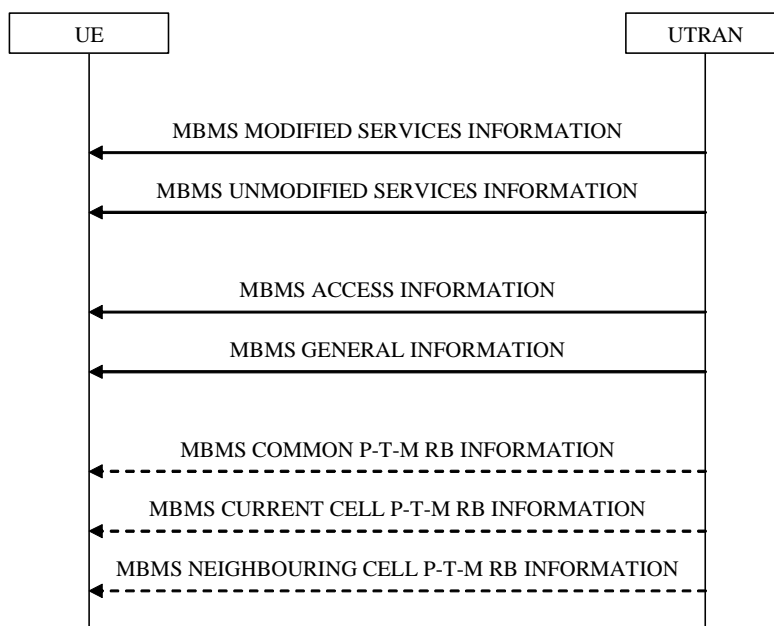 UE
UTRAN
MBMS MODIFIED SERVICES INFORMATION
MBMS UNMODIFIED SERVICES INFORMATION
MBMS ACCESS INFORMATION
MBMS GENERAL INFORMATION
MBMS COMMON P-T-M RB INFORMATION
MBMS CURRENT CELL P-T-M RB INFORMATION
MBMS NEIGHBOURING CELL P-T-M RB INFORMATION